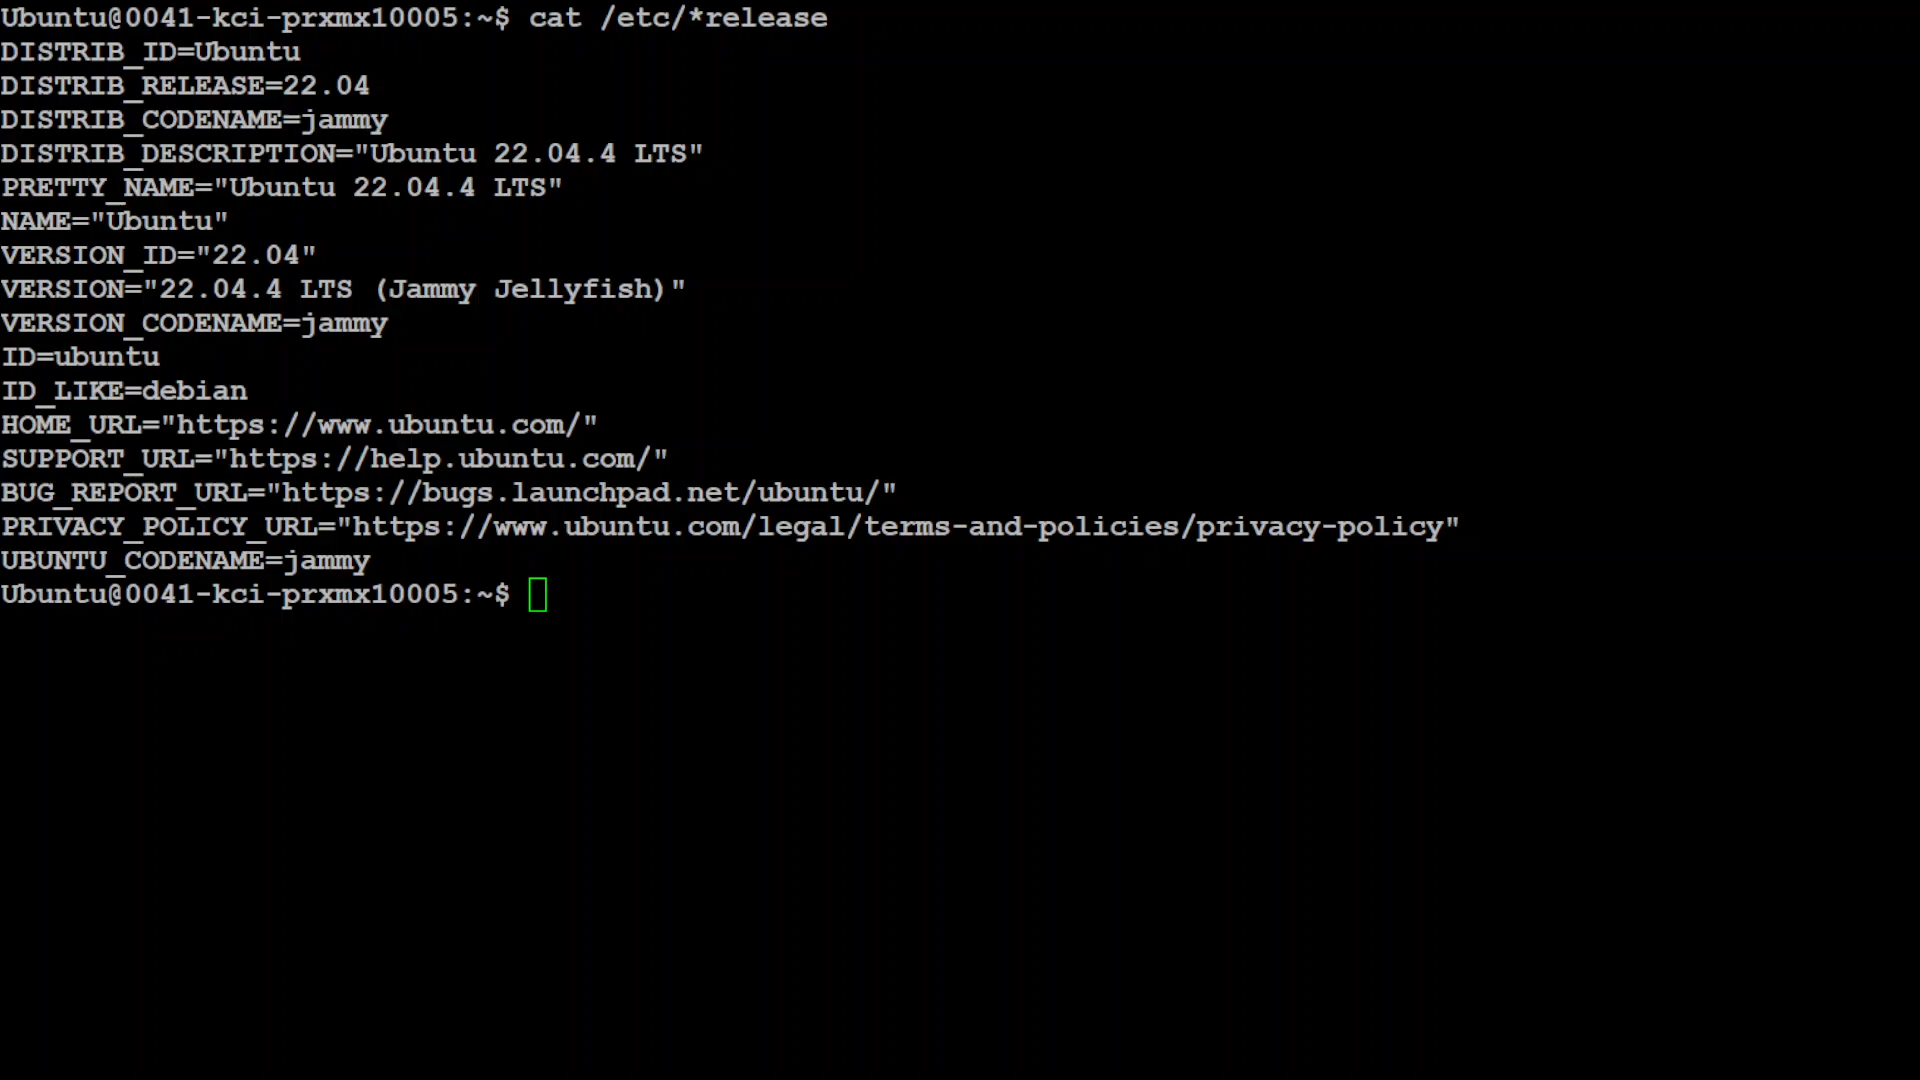 Ubuntu@0041-kci-prxmx10005:~$ cat /etc/*release
DISTRIB_ID=Ubuntu
DISTRIB_RELEASE=22.04
DISTRIB_CODENAME=jammy
DISTRIB_DESCRIPTION="Ubuntu 22.04.4 LTS"
PRETTY_NAME="Ubuntu 22.04.4 LTS"
NAME="Ubuntu"
VERSION_ID="22.04"
VERSION="22.04.4 LTS (Jammy Jellyfish)"
VERSION_CODENAME=jammy
ID=ubuntu
ID_LIKE=debian
HOME_URL="https://www.ubuntu.com/"
SUPPORT_URL="https://help.ubuntu.com/"
BUG_REPORT_URL="https://bugs.launchpad.net/ubuntu/"
PRIVACY_POLICY_URL="https://www.ubuntu.com/legal/terms-and-policies/privacy-policy"
UBUNTU_CODENAME=jammy
Ubuntu@0041-kci-prxmx10005:~$